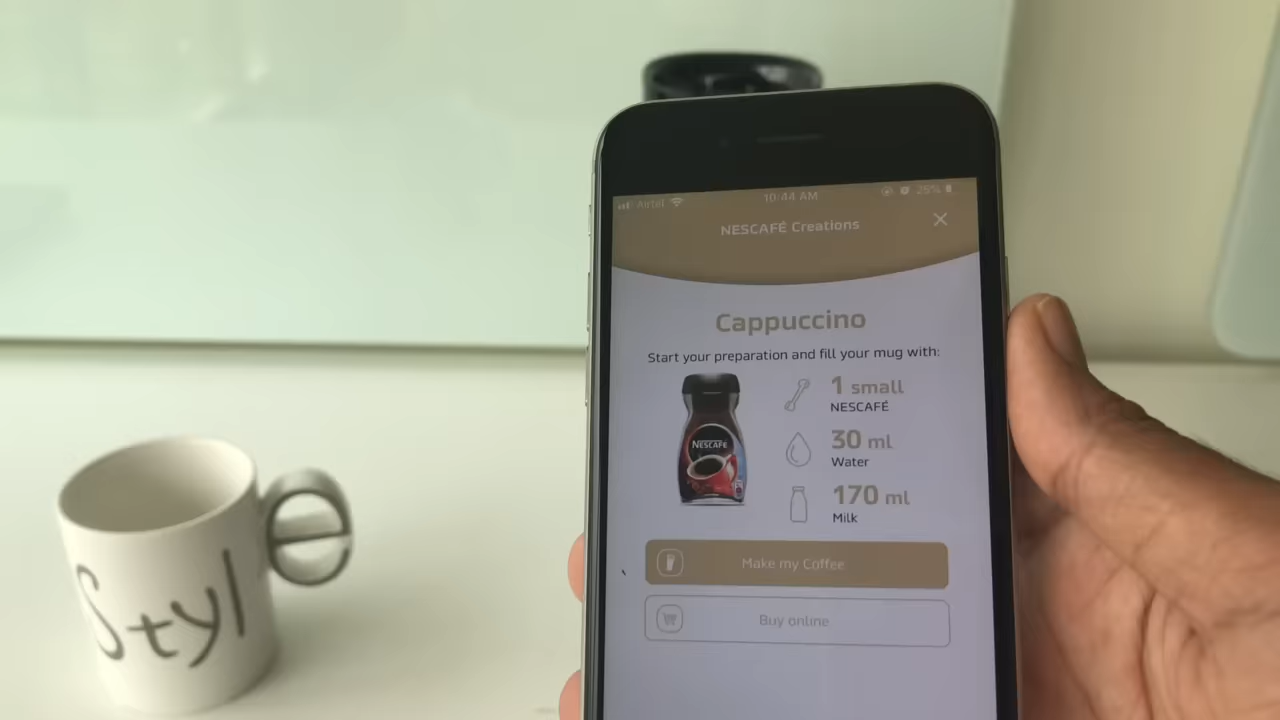 Airtel 10:44 AM 25%
NESCAFÉ Creations
Cappuccino
Start your preparation and fill your mug with:
1 small
NESCAFÉ
30 ml
Water
170 ml
Milk
NESCAFÉ
Make my Coffee
Buy online
Style